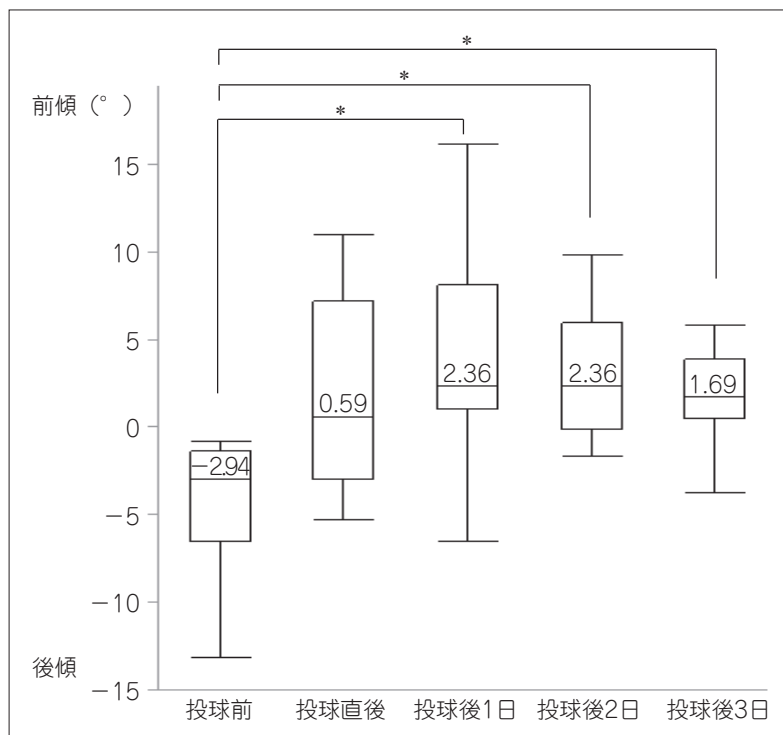 *
*
*
前傾（°）
15
10
5
0
－5
－10
後傾
－15
－2.94
0.59
2.36
2.36
1.69
投球前
投球直後
投球後1日
投球後2日
投球後3日